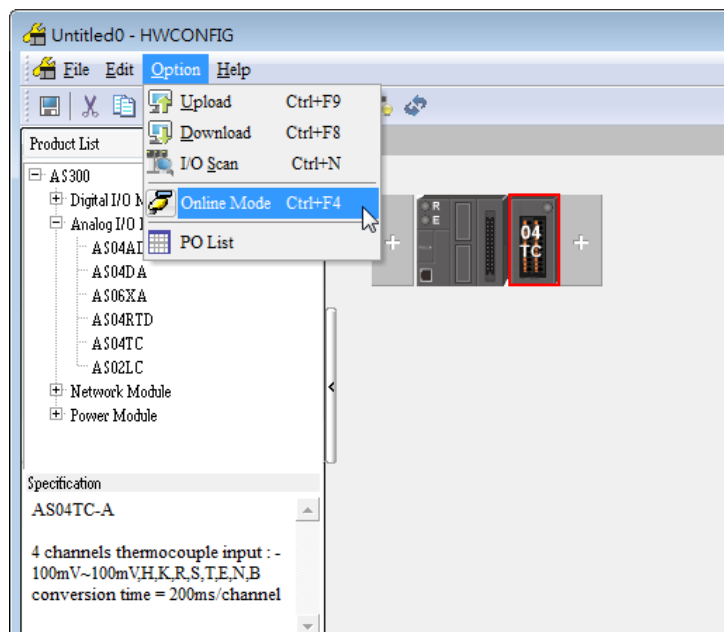 Untitled0 - HWCONFIG
File Edit Option Help
Upload Ctrl+F9
Download Ctrl+F8
I/O Scan Ctrl+N
Online Mode Ctrl+F4
PO List
Product List
AS300
Digital I/O
Analog I/O
AS04AD
AS04DA
AS06XA
AS04RTD
AS04TC
AS02LC
Network Module
Power Module
R
E
04
TC
Specification
AS04TC-A
4 channels thermocouple input : -
100mV~100mV,H,K,R,S,T,E,N,B
conversion time = 200ms/channel